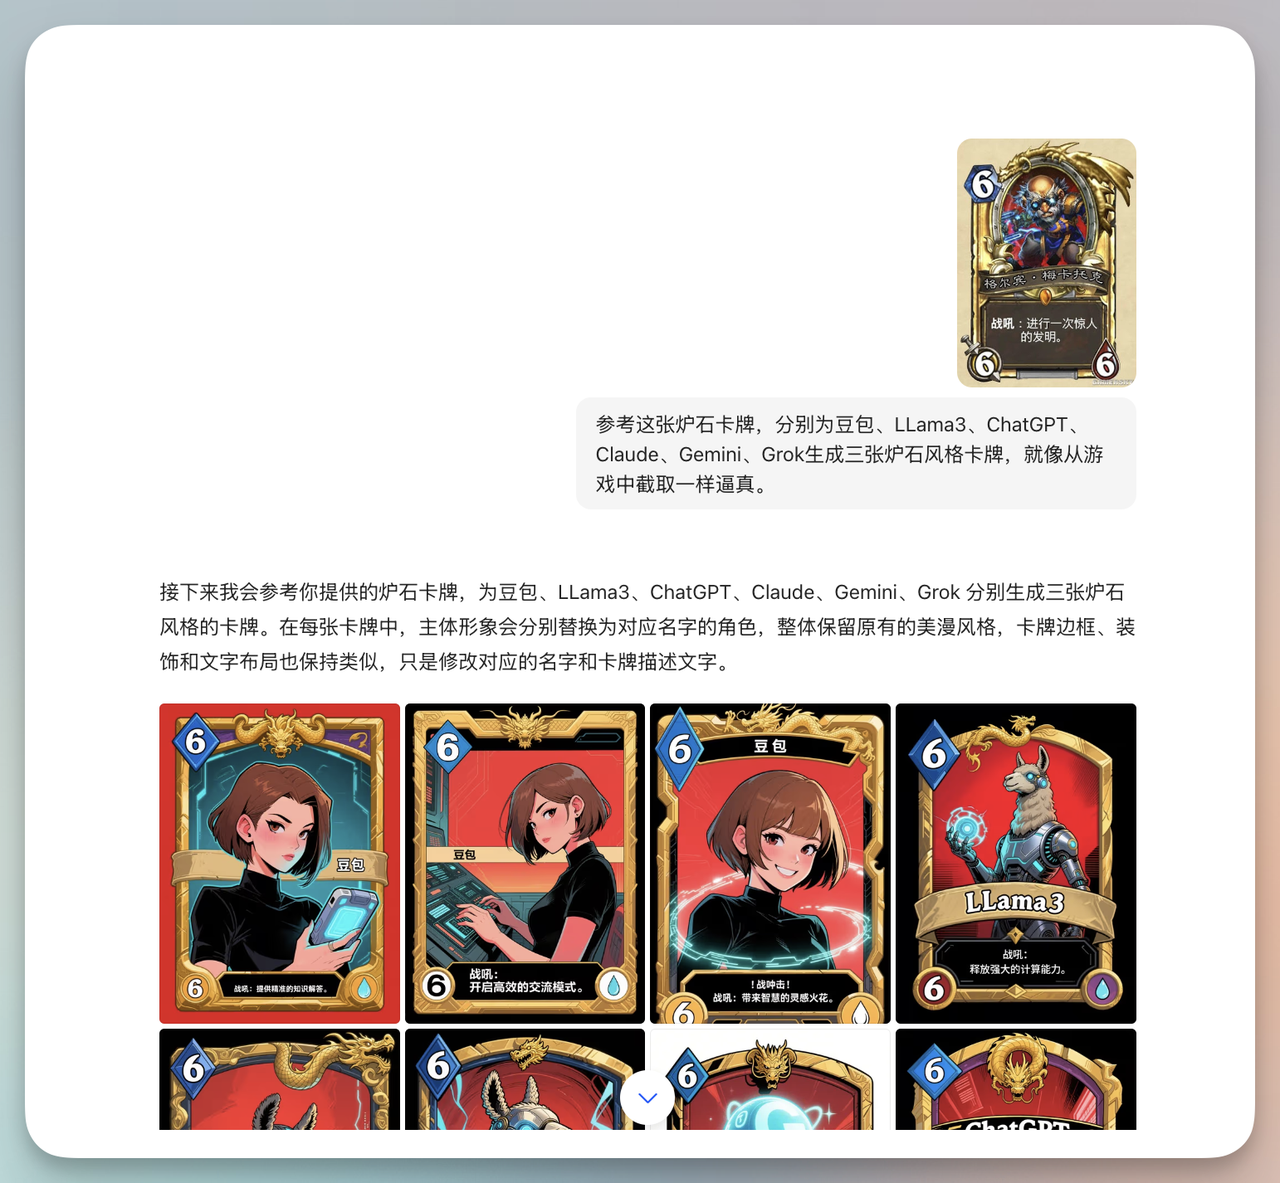 6
格尔宾·梅卡托克
战吼：进行一次惊人
的发明。
6
6
参考这张炉石卡牌，分别为豆包、LLama3、ChatGPT、
Claude、Gemini、Grok生成三张炉石风格卡牌，就像从游
戏中截取一样逼真。
接下来我会参考你提供的炉石卡牌，为豆包、LLama3、ChatGPT、Claude、Gemini、Grok 分别生成三张炉石
风格的卡牌。在每张卡牌中，主体形象会分别替换为对应名字的角色，整体保留原有的美漫风格，卡牌边框、装
饰和文字布局也保持类似，只是修改对应的名字和卡牌描述文字。
6
豆包
战吼：提供精准的知识解答。
6
6
豆包
战吼：
开启高效的交流模式。
6
6
豆包
！战吽击！
战吼：带来智慧的灵感火花。
6
6
LLama3
战吼：
释放强大的计算能力。
6
6
6
6
6
ChatGPT